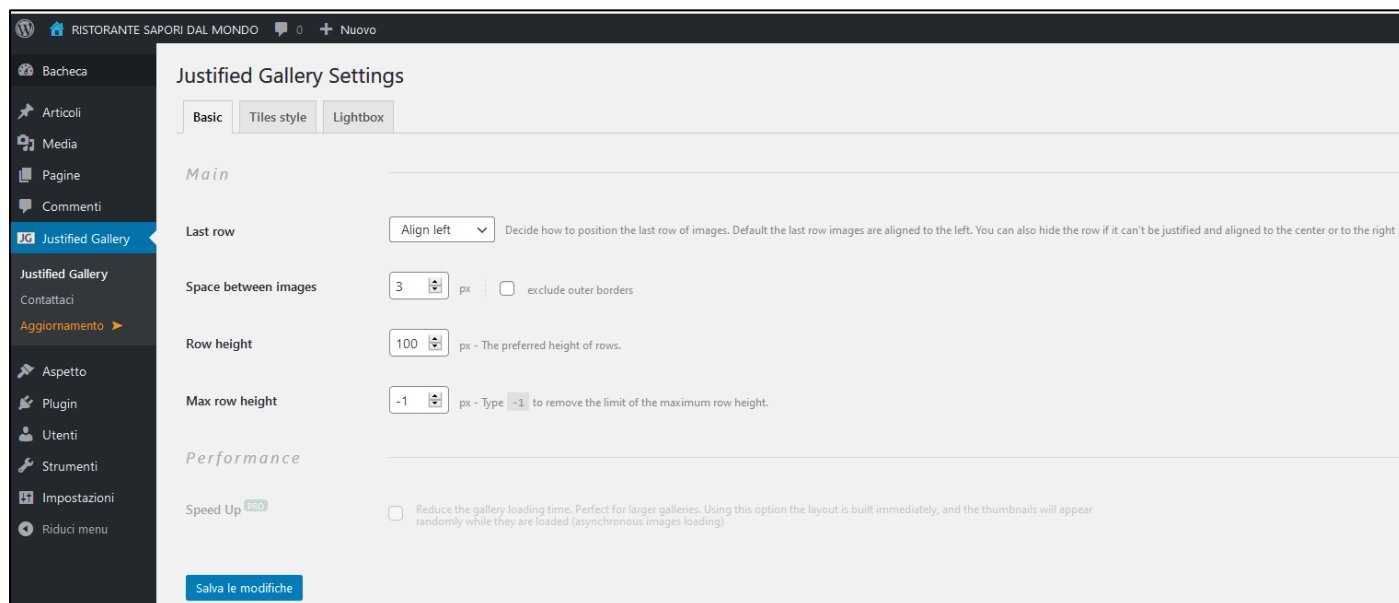 RISTORANTE SAPORI DAL MONDO 0 + Nuovo
Bacheca
Articoli
Media
Pagine
Commenti
JG Justified Gallery
Justified Gallery
Contattaci
Aggiornamento ➤
Aspetto
Plugin
Utenti
Strumenti
Impostazioni
Riduci menu
Justified Gallery Settings
Basic Tiles style Lightbox
Main
Last row Align left Decide how to position the last row of images. Default the last row images are aligned to the left. You can also hide the row if it can't be justified and aligned to the center or to the right
Space between images 3 px exclude outer borders
Row height 100 px - The preferred height of rows.
Max row height -1 px - Type -1 to remove the limit of the maximum row height.
Performance
Speed Up PRO Reduce the gallery loading time. Perfect for larger galleries. Using this option the layout is built immediately, and the thumbnails will appear
randomly while they are loaded (asynchronous images loading)
Salva le modifiche